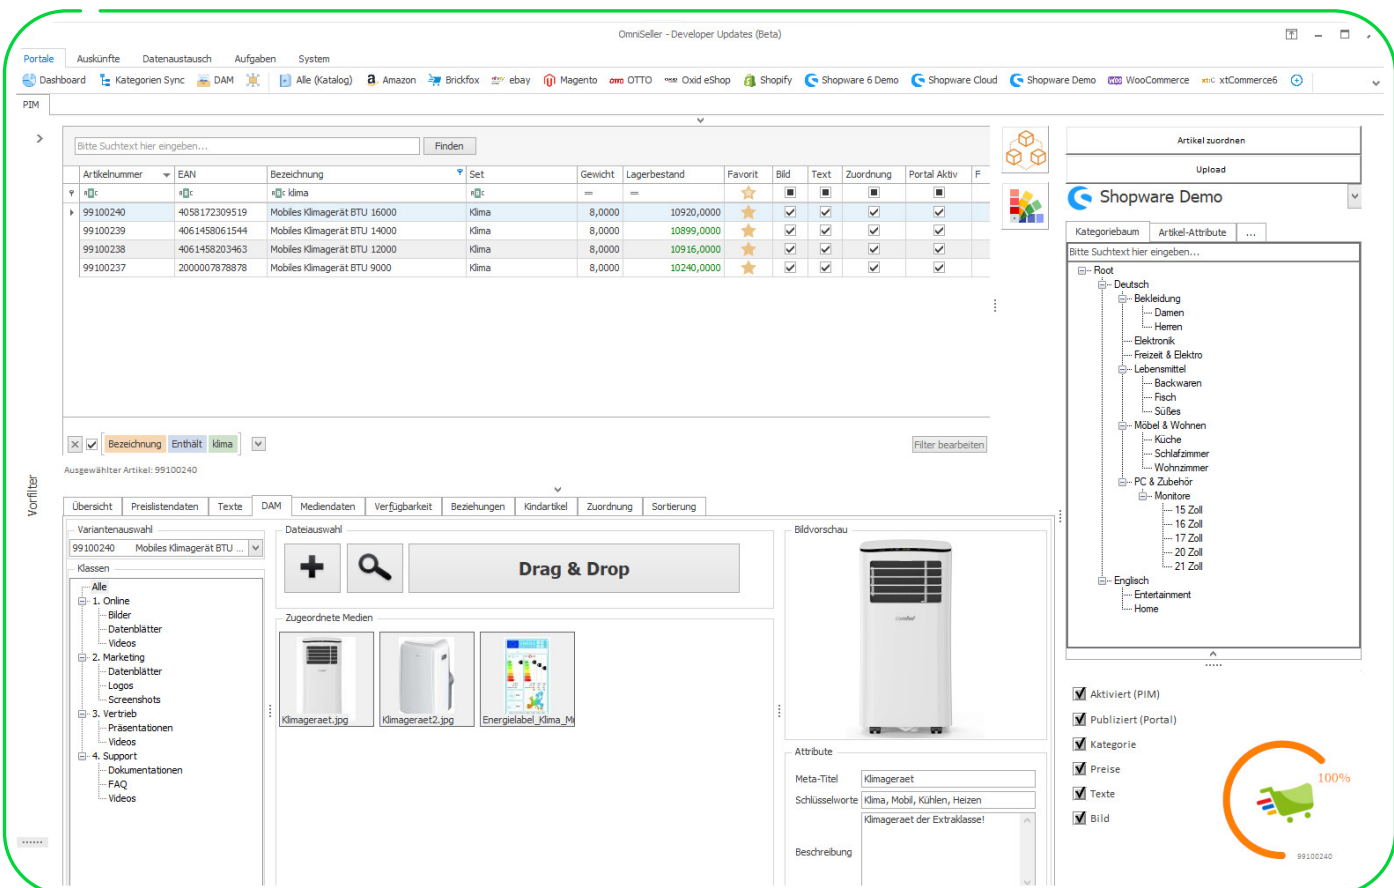 OmniSeller - Developer Updates (Beta)
Portale Auskünfte Datenaustausch Aufgaben System
Dashboard Kategorien Sync DAM Alle (Katalog) Amazon Brickfox ebay Magento OTTO Oxid eShop Shopify Shopware 6 Demo Shopware Cloud Shopware Demo WooCommerce xtCommerce6
PIM
Bitte Suchtext hier eingeben... Finden
Artikelnummer EAN Bezeichnung Set Gewicht Lagerbestand Favorit Bild Text Zuordnung Portal Aktiv F
klima
99100240 4058172309519 Mobiles Klimagerät BTU 16000 Klima 8,0000 10920,0000
99100239 4061458061544 Mobiles Klimagerät BTU 14000 Klima 8,0000 10899,0000
99100238 4061458203463 Mobiles Klimagerät BTU 12000 Klima 8,0000 10916,0000
99100237 2000007878878 Mobiles Klimagerät BTU 9000 Klima 8,0000 10240,0000
Bezeichnung Enthält klima Filter bearbeiten
Ausgewählter Artikel: 99100240
Vorfilter
Übersicht Preislistendaten Texte DAM Mediendaten Verfügbarkeit Beziehungen Kindartikel Zuordnung Sortierung
Variantenauswahl
99100240 Mobiles Klimagerät BTU ...
Klassen
Alle
1. Online
Bilder
Datenblätter
Videos
2. Marketing
Datenblätter
Logos
Screenshots
3. Vertrieb
Präsentationen
Videos
4. Support
Dokumentationen
FAQ
Videos
Dateiauswahl
Drag & Drop
Zugeordnete Medien
Klimageraet.jpg Klimageraet2.jpg Energielabel_Klima_M
Bildvorschau
Attribute
Meta-Titel Klimageraet
Schlüsselworte Klima, Mobil, Kühlen, Heizen
Beschreibung Klimageraet der Extraklasse!
Artikel zuordnen
Upload
Shopware Demo
Kategoriebaum Artikel-Attribute ...
Bitte Suchtext hier eingeben...
Root
Deutsch
Bekleidung
Damen
Herren
Elektronik
Freizeit & Elektro
Lebensmittel
Backwaren
Fisch
Süßes
Möbel & Wohnen
Küche
Schlafzimmer
Wohnzimmer
PC & Zubehör
Monitore
15 Zoll
16 Zoll
17 Zoll
20 Zoll
21 Zoll
Englisch
Entertainment
Home
Aktiviert (PIM)
Publiziert (Portal)
Kategorie
Preise
Texte
Bild
100%
99100240